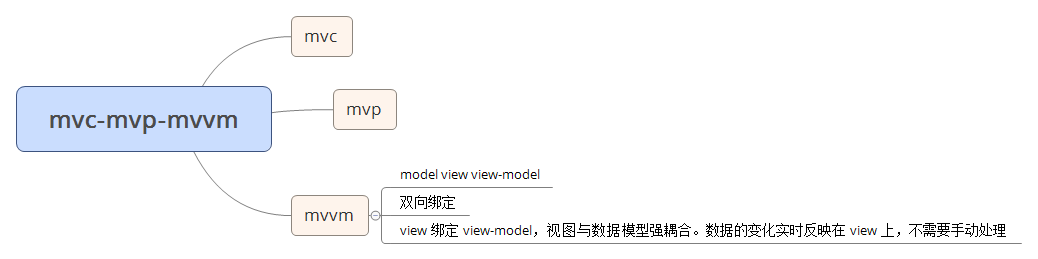 mvc
mvc-mvp-mvvm
mvp
mvvm
model view view-model
双向绑定
view 绑定 view-model，视图与数据模型强耦合。数据的变化实时反映在 view 上，不需要手动处理